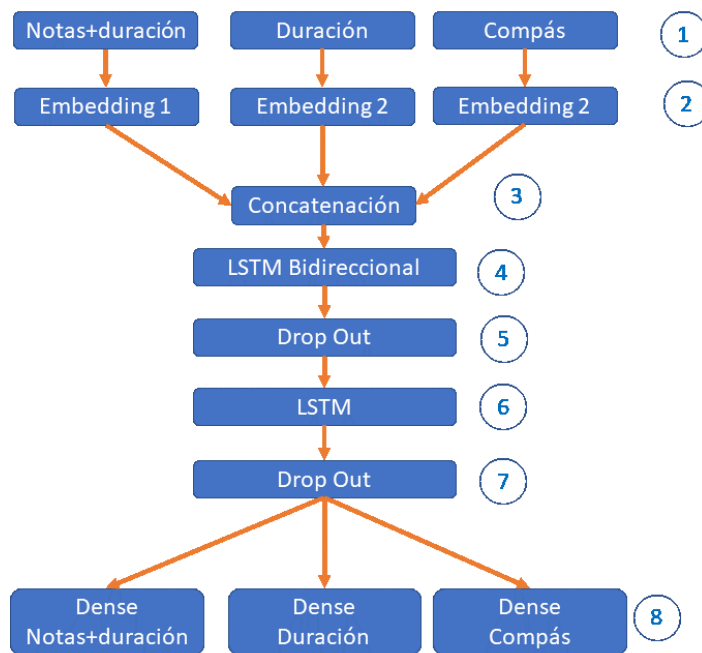 Notas+duración
Duración
Compás
1
Embedding 1
Embedding 2
Embedding 2
2
Concatenación
3
LSTM Bidireccional
4
Drop Out
5
LSTM
6
Drop Out
7
Dense
Notas+duración
Dense
Duración
Dense
Compás
8